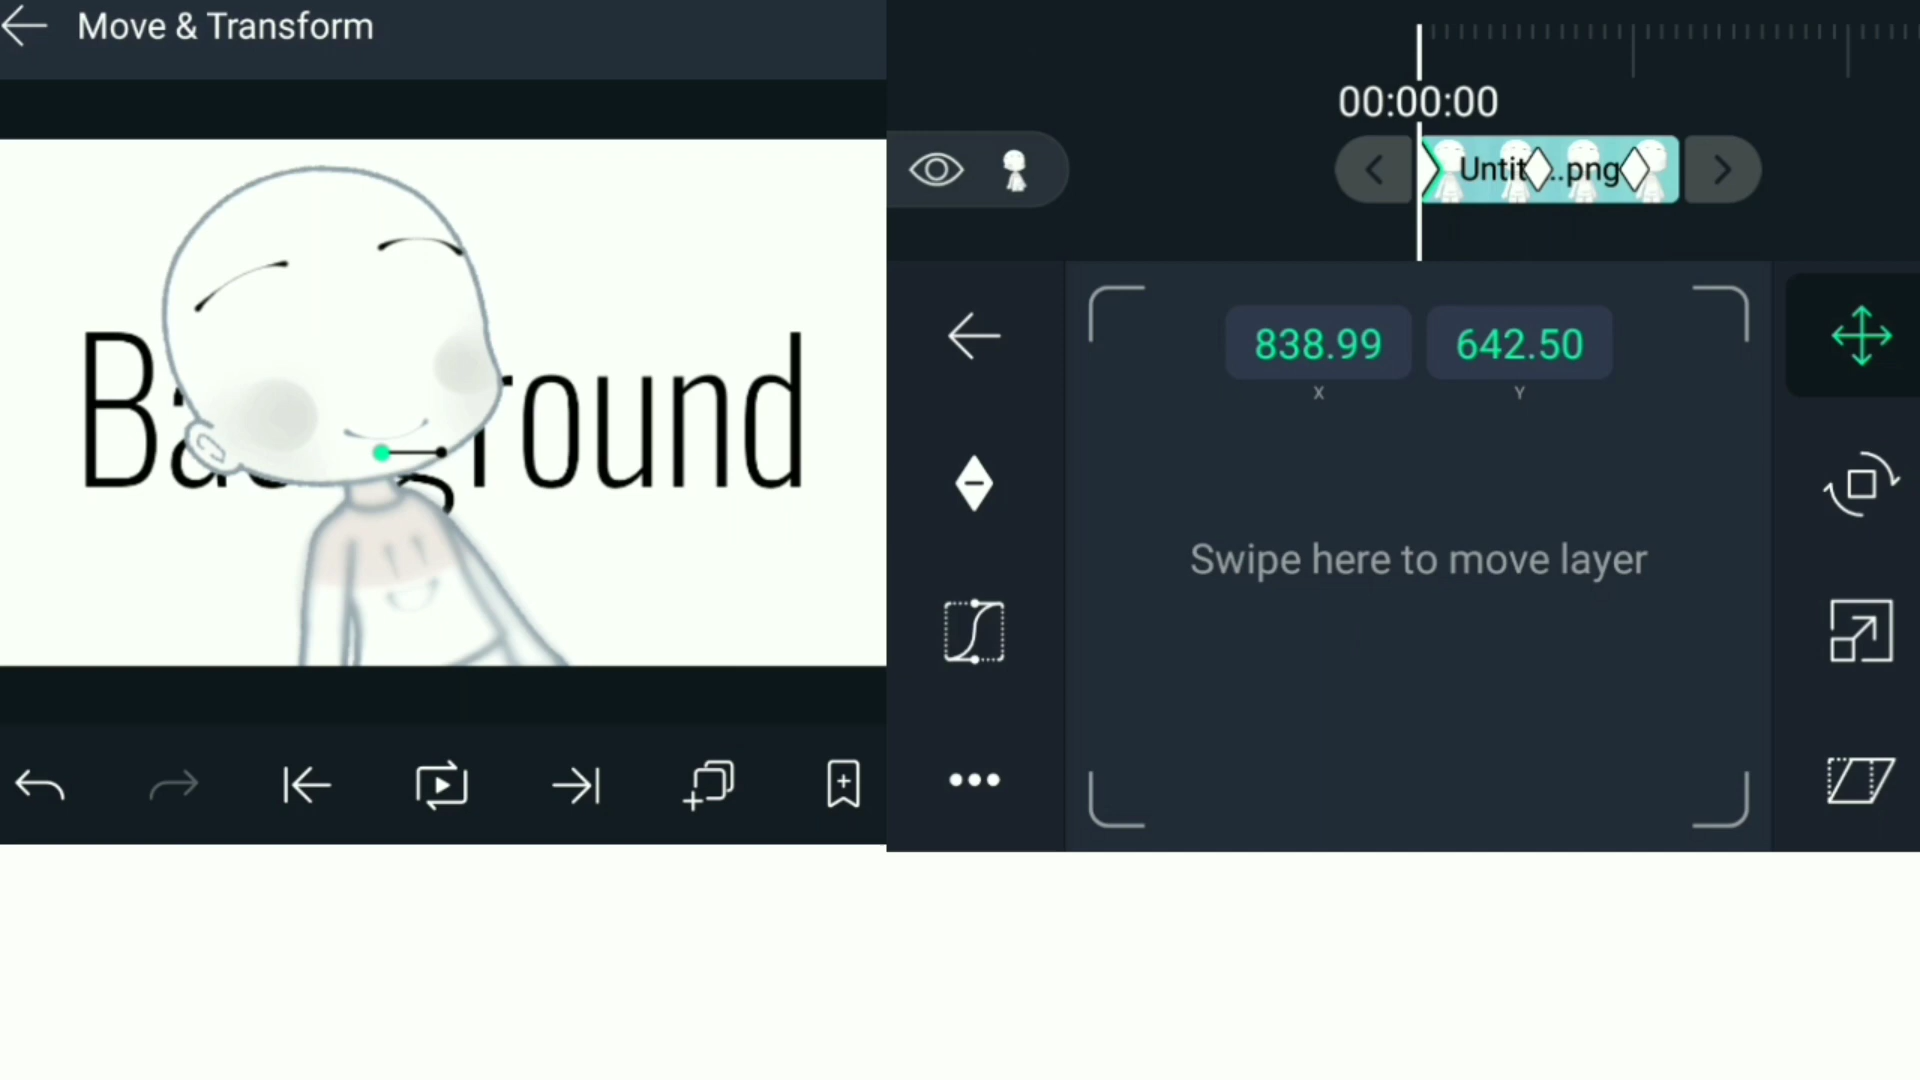 Move & Transform
Background
00:00:00
Untit...png
838.99 642.50
X Y
Swipe here to move layer